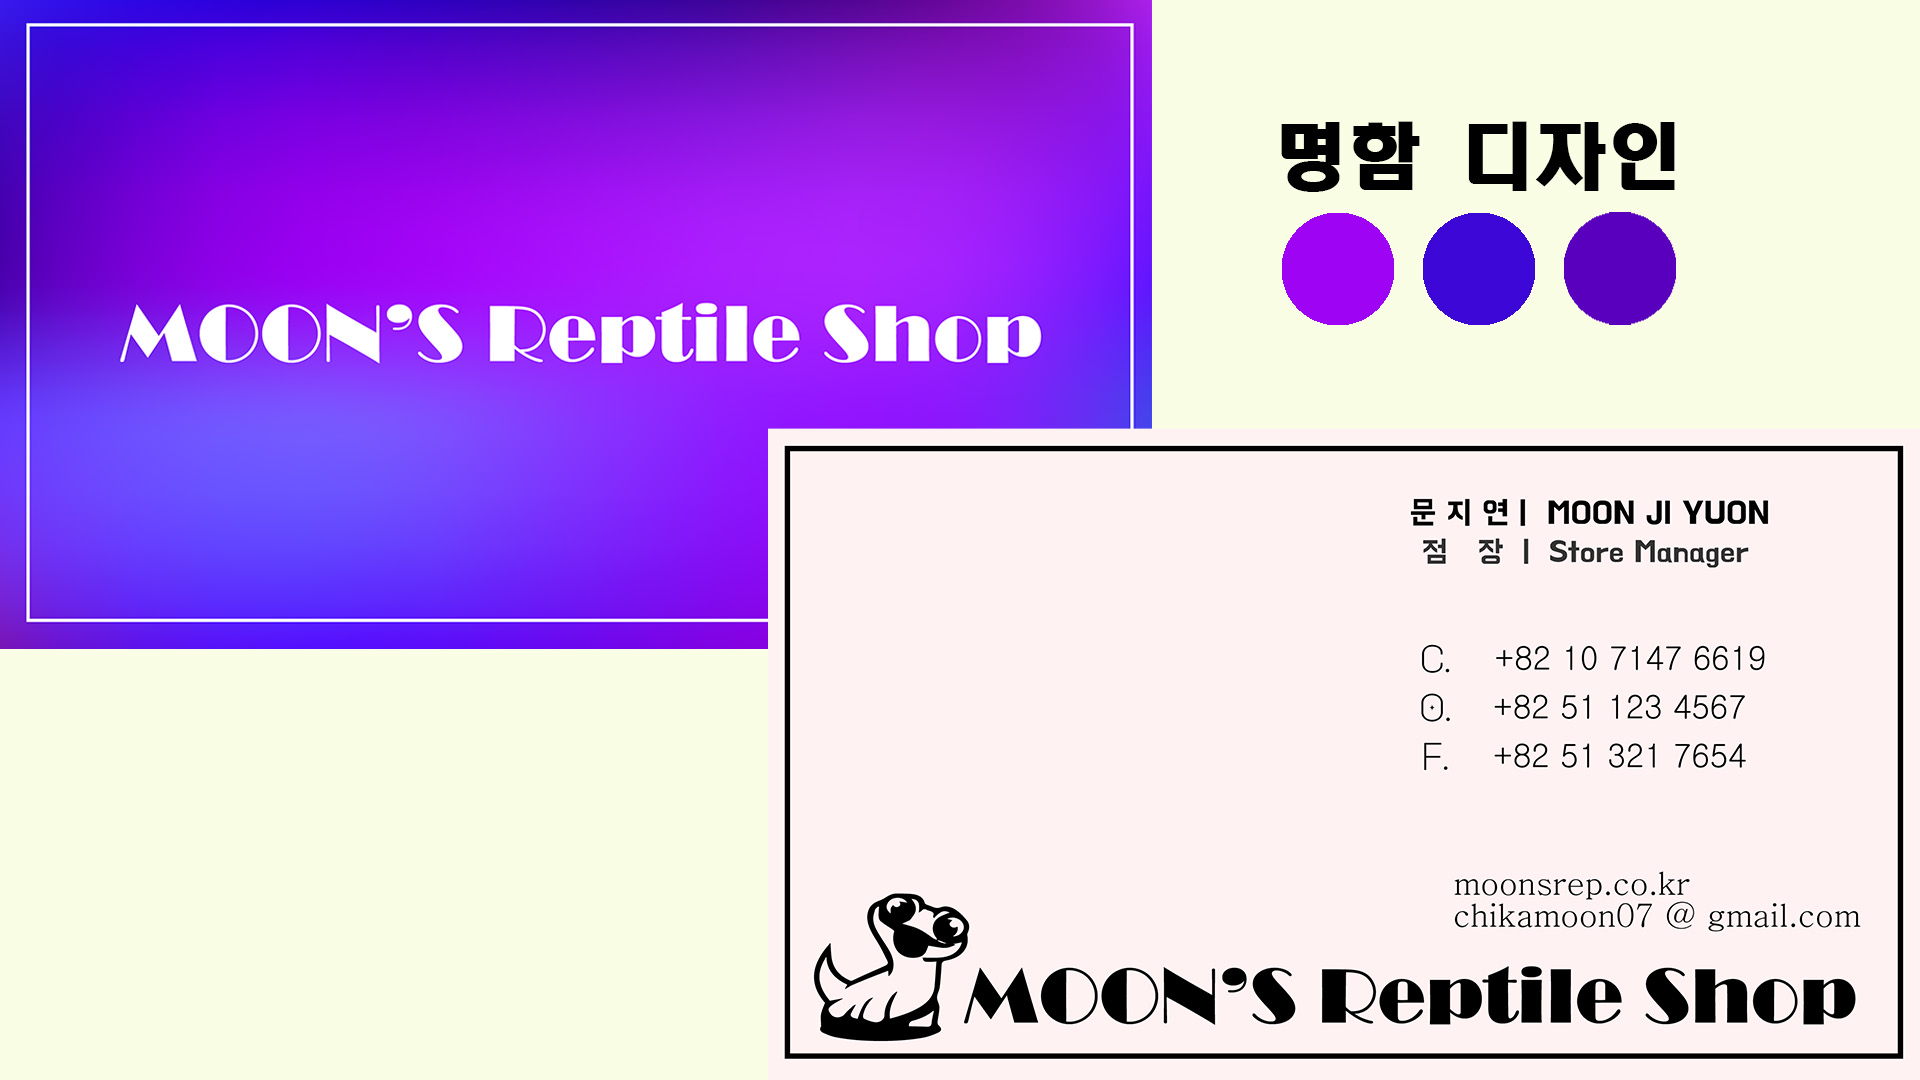 MOON'S Reptile Shop
명함 디자인
문 지 연 | MOON JI YUON
점 장 | Store Manager
C. +82 10 7147 6619
O. +82 51 123 4567
F. +82 51 321 7654
moonsrep.co.kr
chikamoon07 @ gmail.com
MOON'S Reptile Shop